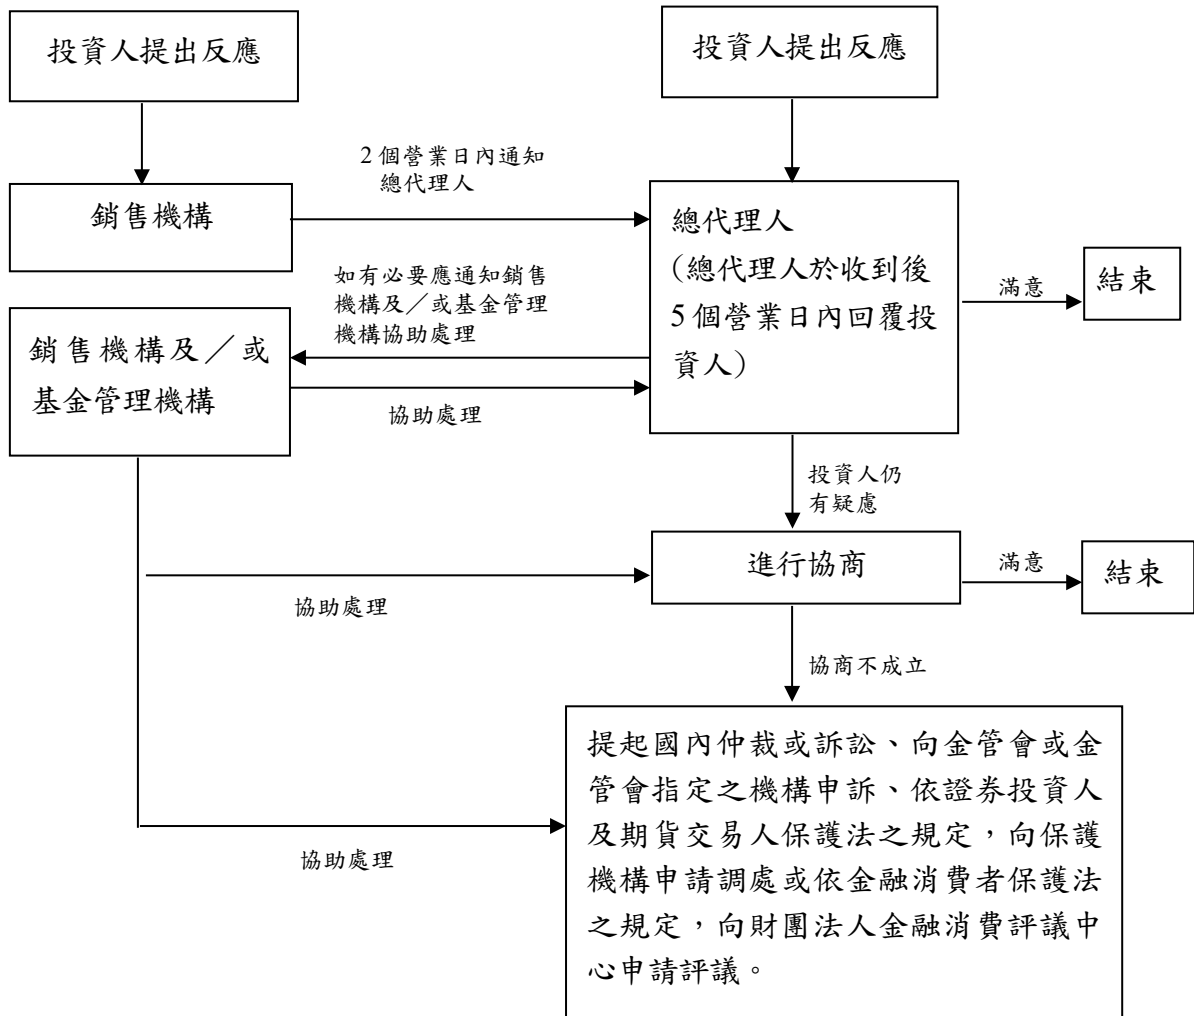 投資人提出反應
投資人提出反應
2 個營業日內通知
總代理人
銷售機構
總代理人
（總代理人於收到後
5 個營業日內回覆投
資人）
滿意
結束
如有必要應通知銷售
機構及／或基金管理
機構協助處理
銷售機構及／或
基金管理機構
協助處理
投資人仍
有疑慮
進行協商
滿意
結束
協助處理
協商不成立
提起國內仲裁或訴訟、向金管會或金
管會指定之機構申訴、依證券投資人
及期貨交易人保護法之規定，向保護
機構申請調處或依金融消費者保護法
之規定，向財團法人金融消費評議中
心申請評議。
協助處理